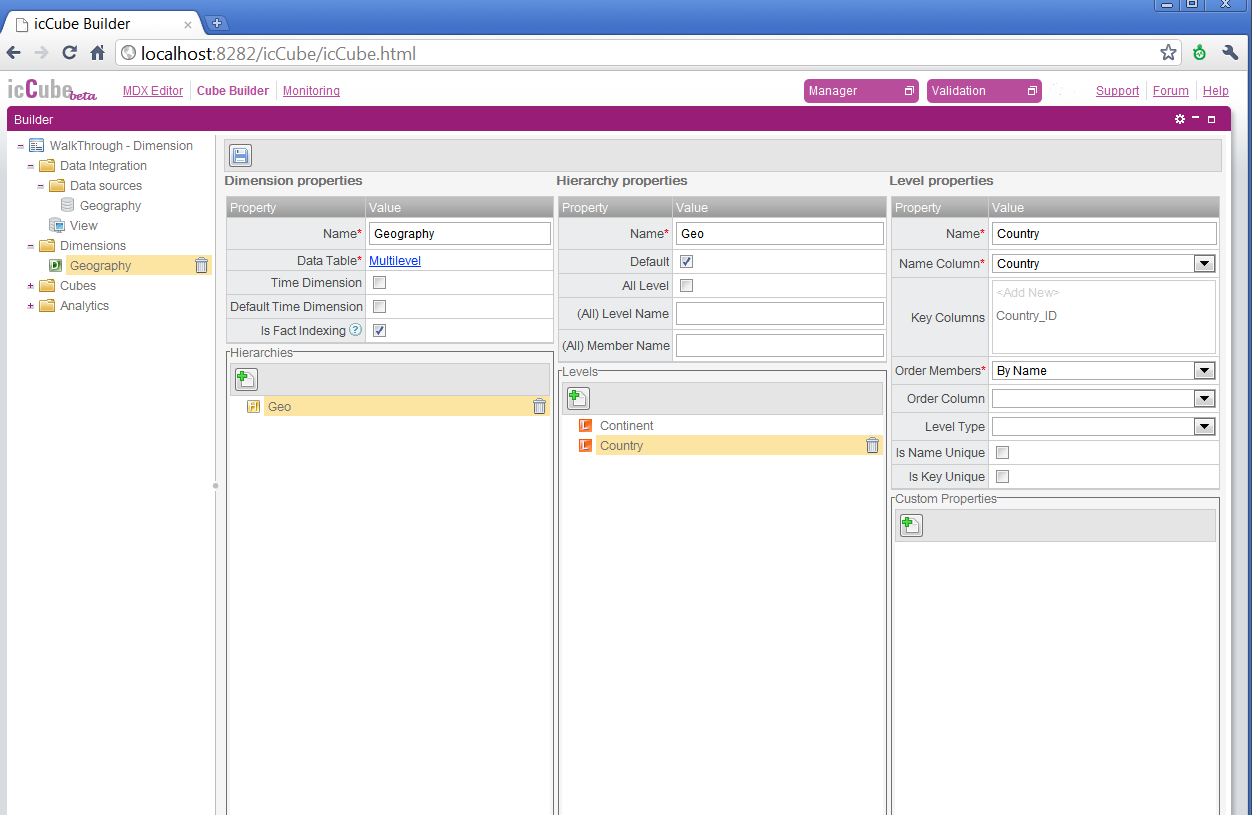 icCube Builder
localhost:8282/icCube/icCube.html
icCube beta MDX Editor Cube Builder Monitoring Manager Validation Support Forum Help
Builder
WalkThrough - Dimension
Data Integration
Data sources
Geography
View
Dimensions
Geography
Cubes
Analytics
Dimension properties
Property Value
Name* Geography
Data Table* Multilevel
Time Dimension
Default Time Dimension
Is Fact Indexing ?
Hierarchies
Geo
Hierarchy properties
Property Value
Name* Geo
Default
All Level
(All) Level Name
(All) Member Name
Levels
L Continent
L Country
Level properties
Property Value
Name* Country
Name Column* Country
Key Columns <Add New>
Country_ID
Order Members* By Name
Order Column
Level Type
Is Name Unique
Is Key Unique
Custom Properties